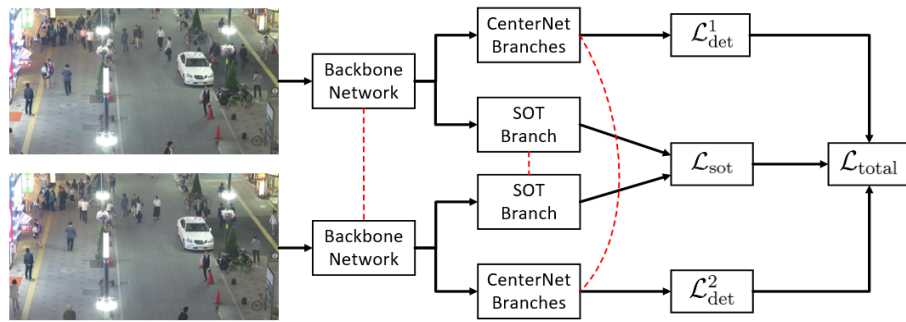 CenterNet
Branches
ℒ¹det
Backbone
Network
SOT
Branch
ℒsot
ℒtotal
SOT
Branch
Backbone
Network
CenterNet
Branches
ℒ²det